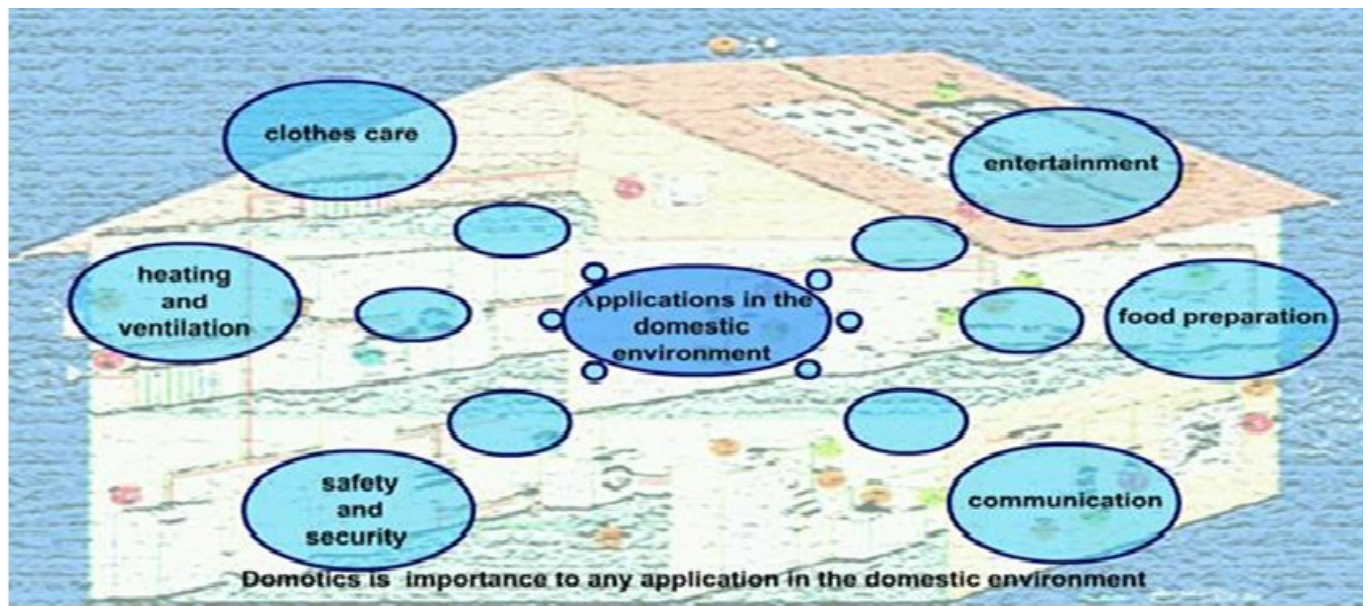 clothes care
entertainment
heating
and
ventilation
Applications in the
domestic
environment
food preparation
safety
and
security
communication
Domotics is importance to any application in the domestic environment